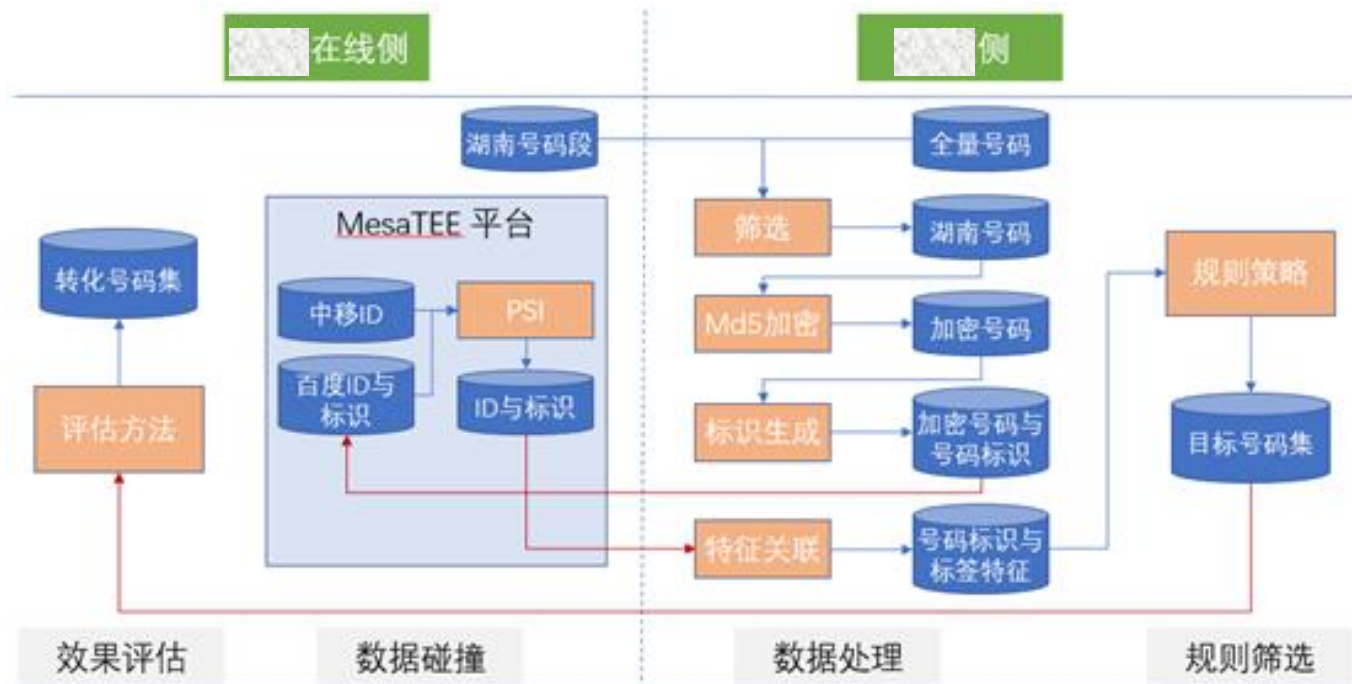 在线侧
侧
湖南号码段
全量号码
MesaTEE 平台
筛选
湖南号码
转化号码集
规则策略
中移ID
PSI
Md5加密
加密号码
百度ID与
标识
ID与标识
评估方法
标识生成
加密号码与
号码标识
目标号码集
特征关联
号码标识与
标签特征
效果评估
数据碰撞
数据处理
规则筛选